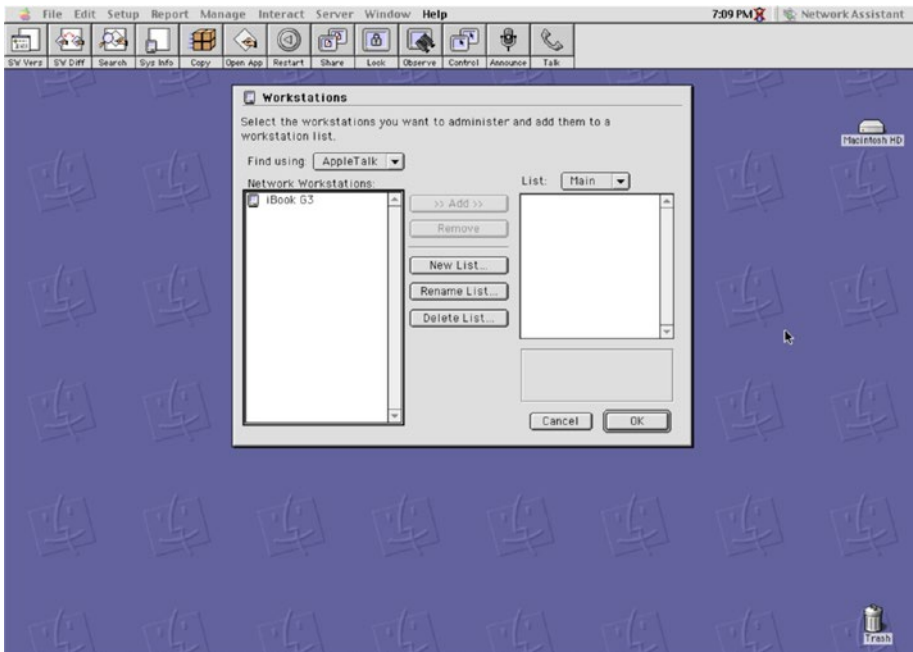 File Edit Setup Report Manage Interact Server Window Help 7:09 PM Network Assistant
SW Vers SW Diff Search Sys Info Copy Open App Restart Share Lock Observe Control Announce Talk
Workstations
Select the workstations you want to administer and add them to a
workstation list.
Find using: AppleTalk
Network Workstations:
List: Main
iBook G3
>> Add >>
Remove
New List...
Rename List...
Delete List...
Cancel OK
Macintosh HD
Trash